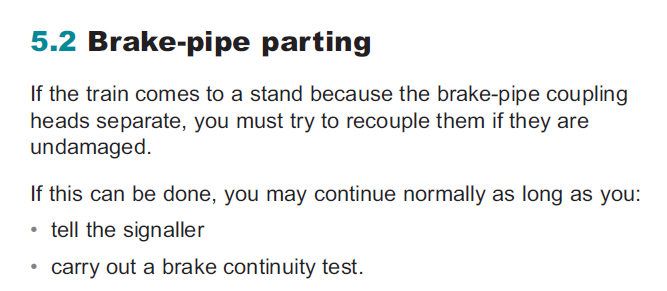 5.2 Brake-pipe parting
If the train comes to a stand because the brake-pipe coupling
heads separate, you must try to recouple them if they are
undamaged.
If this can be done, you may continue normally as long as you:
• tell the signaller
• carry out a brake continuity test.